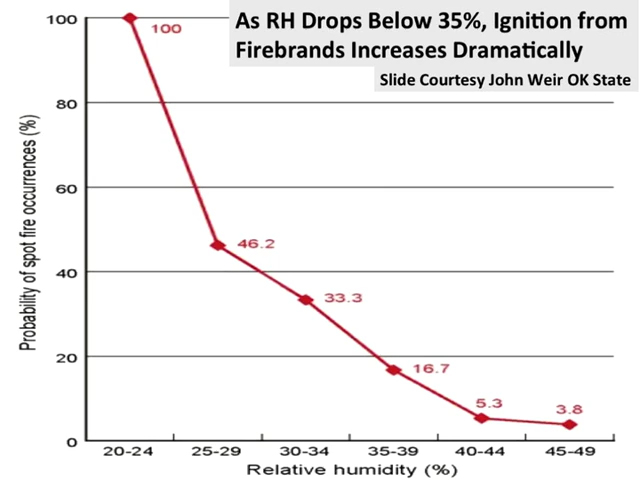 As RH Drops Below 35%, Ignition from
Firebrands Increases Dramatically
Slide Courtesy John Weir OK State
Probability of spot fire occurrences (%)
100
80
60
40
20
0
100
46.2
33.3
16.7
5.3
3.8
20-24 25-29 30-34 35-39 40-44 45-49
Relative humidity (%)